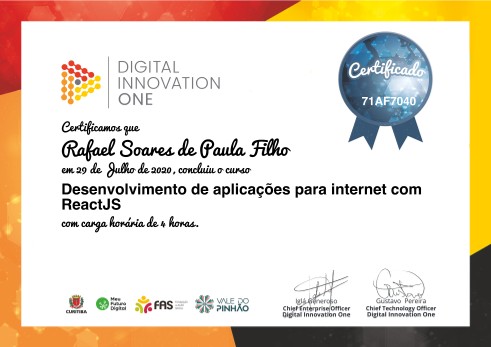 DIGITAL
INNOVATION
ONE
Certificado
71AF7040
Certificamos que
Rafael Soares de Paula Filho
em 29 de Julho de 2020, concluiu o curso
Desenvolvimento de aplicações para internet com
ReactJS
com carga horária de 4 horas.
CURITIBA
Meu
Futuro
Digital
FAS
VALE DO
PINHÃO
Iglá Generoso
Chief Enterprise Officer
Digital Innovation One
Gustavo Pereira
Chief Technology Officer
Digital Innovation One